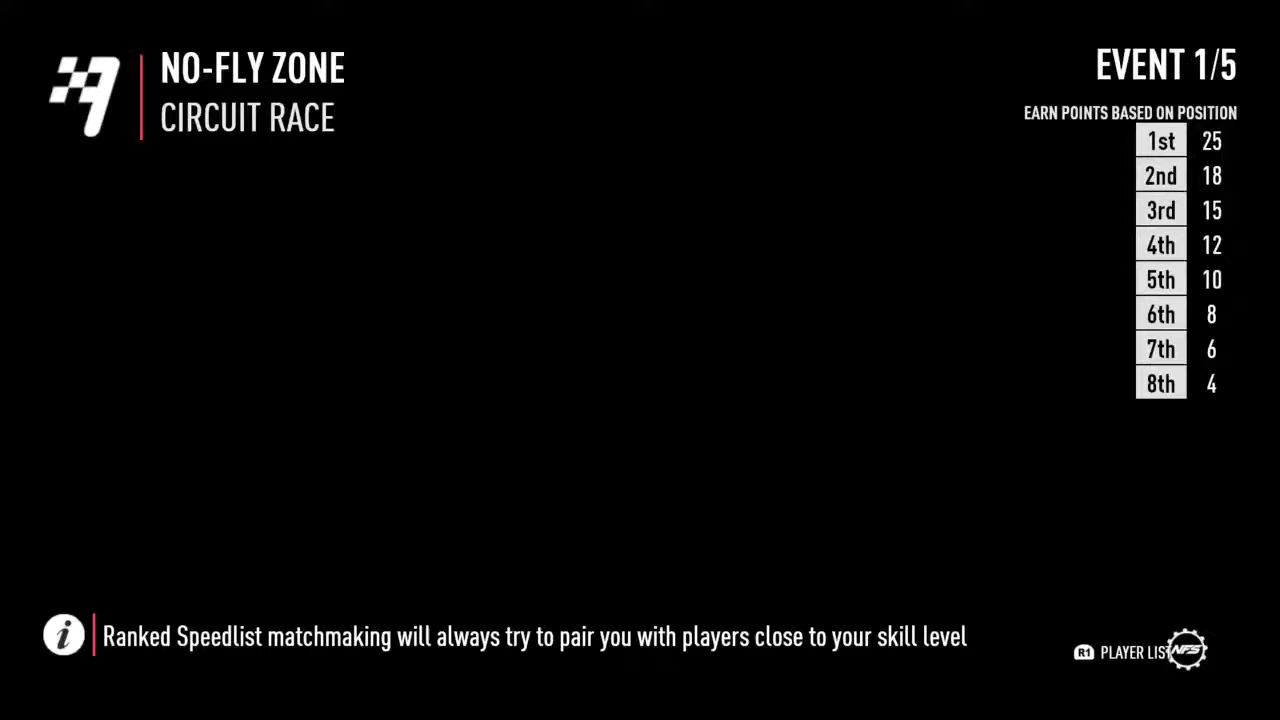 NO-FLY ZONE
CIRCUIT RACE
EVENT 1/5
EARN POINTS BASED ON POSITION
1st 25
2nd 18
3rd 15
4th 12
5th 10
6th 8
7th 6
8th 4
Ranked Speedlist matchmaking will always try to pair you with players close to your skill level
R1 PLAYER LIST
NFS